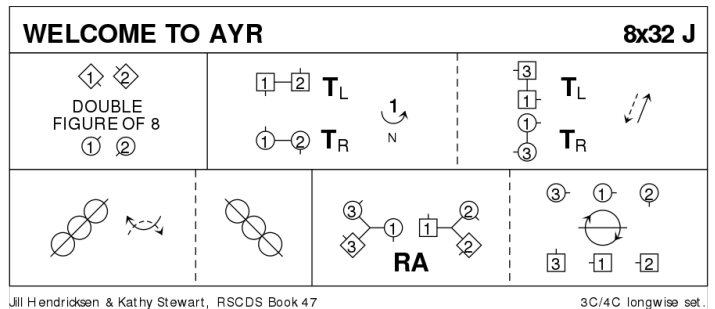 WELCOME TO AYR 8x32 J
1 2
DOUBLE
FIGURE OF 8
1 2
1 2 TL
1
N
1 2 TR
3
1 TL
1
3 TR
3 2
1 1
3 2
RA
3 1 2
3 1 2
Jill Hendricksen & Kathy Stewart, RSCDS Book 47 3C/4C longwise set.